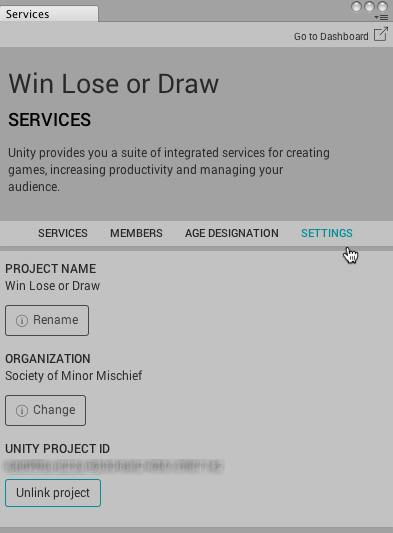 Services
Go to Dashboard
Win Lose or Draw
SERVICES
Unity provides you a suite of integrated services for creating
games, increasing productivity and managing your
audience.
SERVICES MEMBERS AGE DESIGNATION SETTINGS
PROJECT NAME
Win Lose or Draw
Rename
ORGANIZATION
Society of Minor Mischief
Change
UNITY PROJECT ID
Unlink project